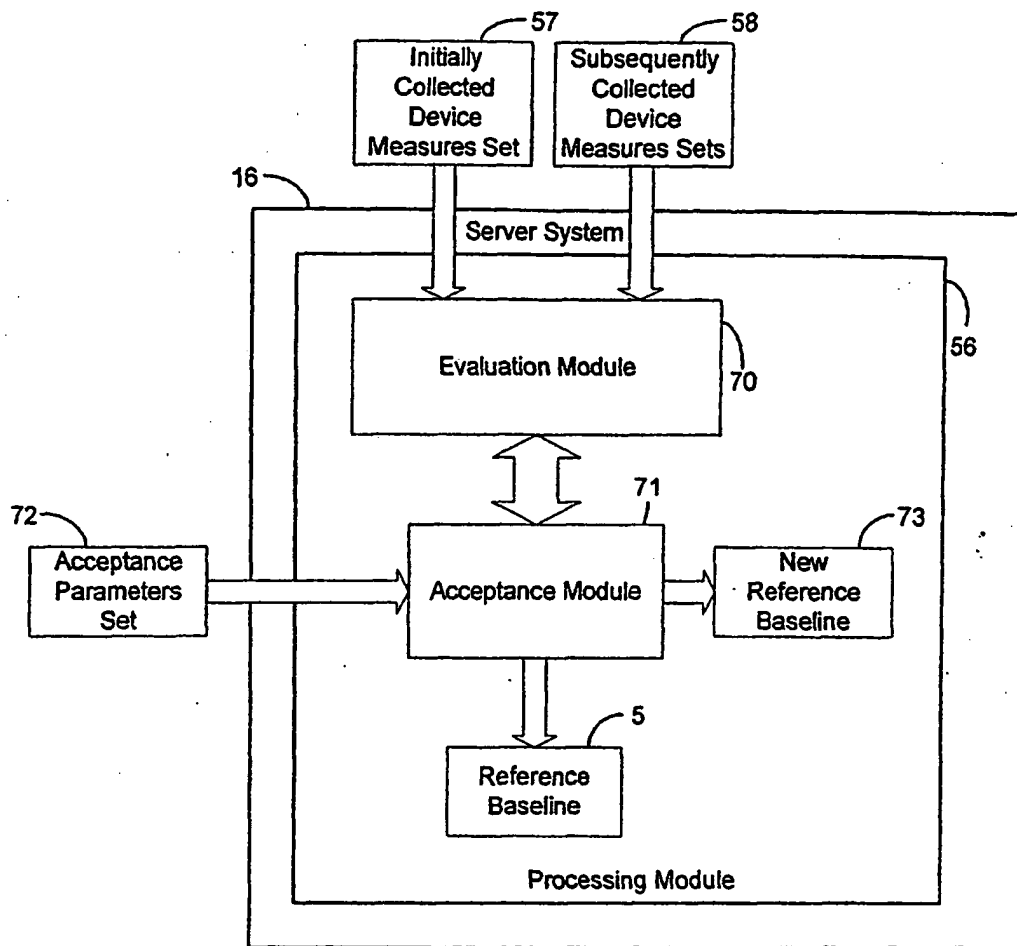 57
58
Initially
Collected
Device
Measures Set
Subsequently
Collected
Device
Measures Sets
16
Server System
56
Evaluation Module
70
71
72
73
Acceptance
Parameters
Set
Acceptance Module
New
Reference
Baseline
5
Reference
Baseline
Processing Module